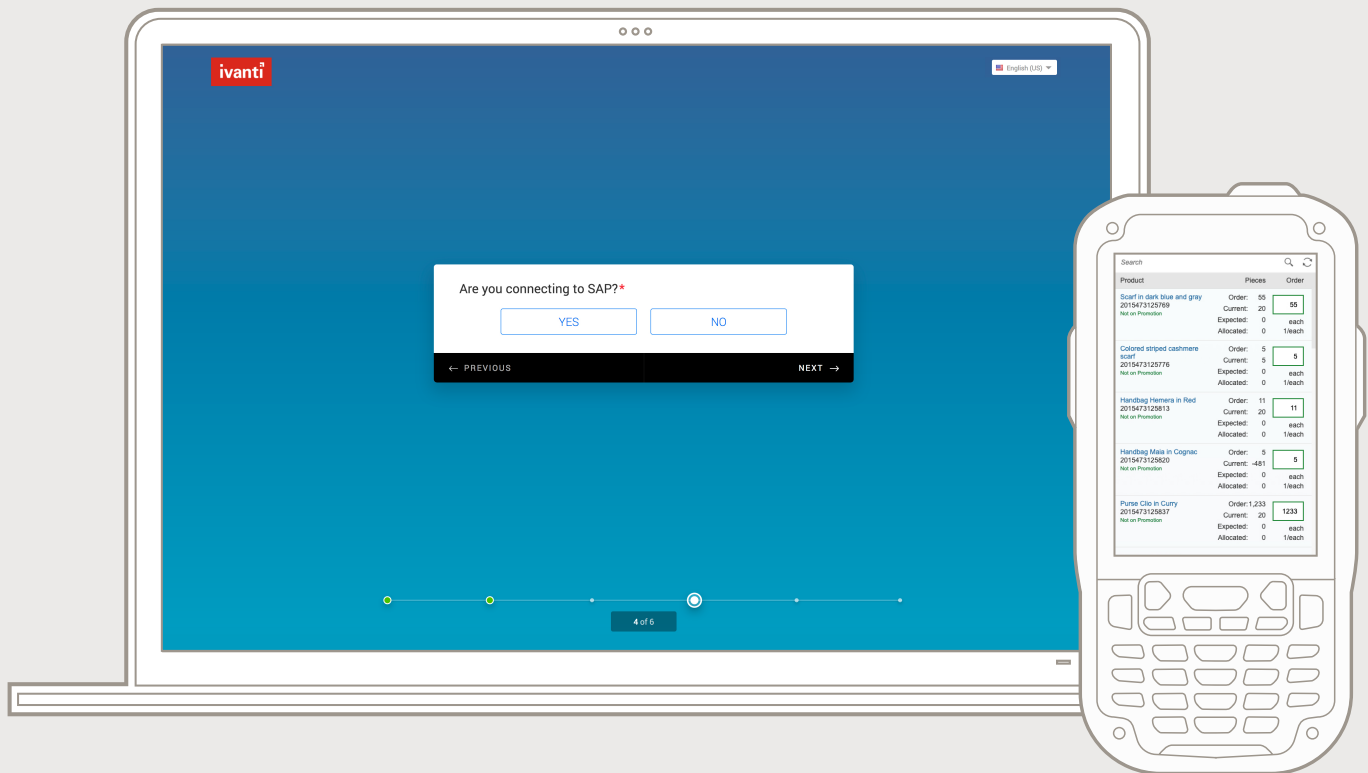 ivanti
English (US)
Are you connecting to SAP?*
YES NO
← PREVIOUS NEXT →
4 of 6
Search
Product Pieces Order
Scarf in dark blue and gray Order: 55 55
2015473125769 Current: 20
Not on Promotion Expected: 0 each
Allocated: 0 1/each
Colored striped cashmere Order: 5 5
scarf Current: 5
2015473125776 Expected: 0 each
Not on Promotion Allocated: 0 1/each
Handbag Hemera in Red Order: 11 11
2015473125813 Current: 20
Not on Promotion Expected: 0 each
Allocated: 0 1/each
Handbag Maia in Cognac Order: 5 5
2015473125820 Current: -481
Not on Promotion Expected: 0 each
Allocated: 0 1/each
Purse Clio in Curry Order: 1,233 1233
2015473125837 Current: 20
Not on Promotion Expected: 0 each
Allocated: 0 1/each